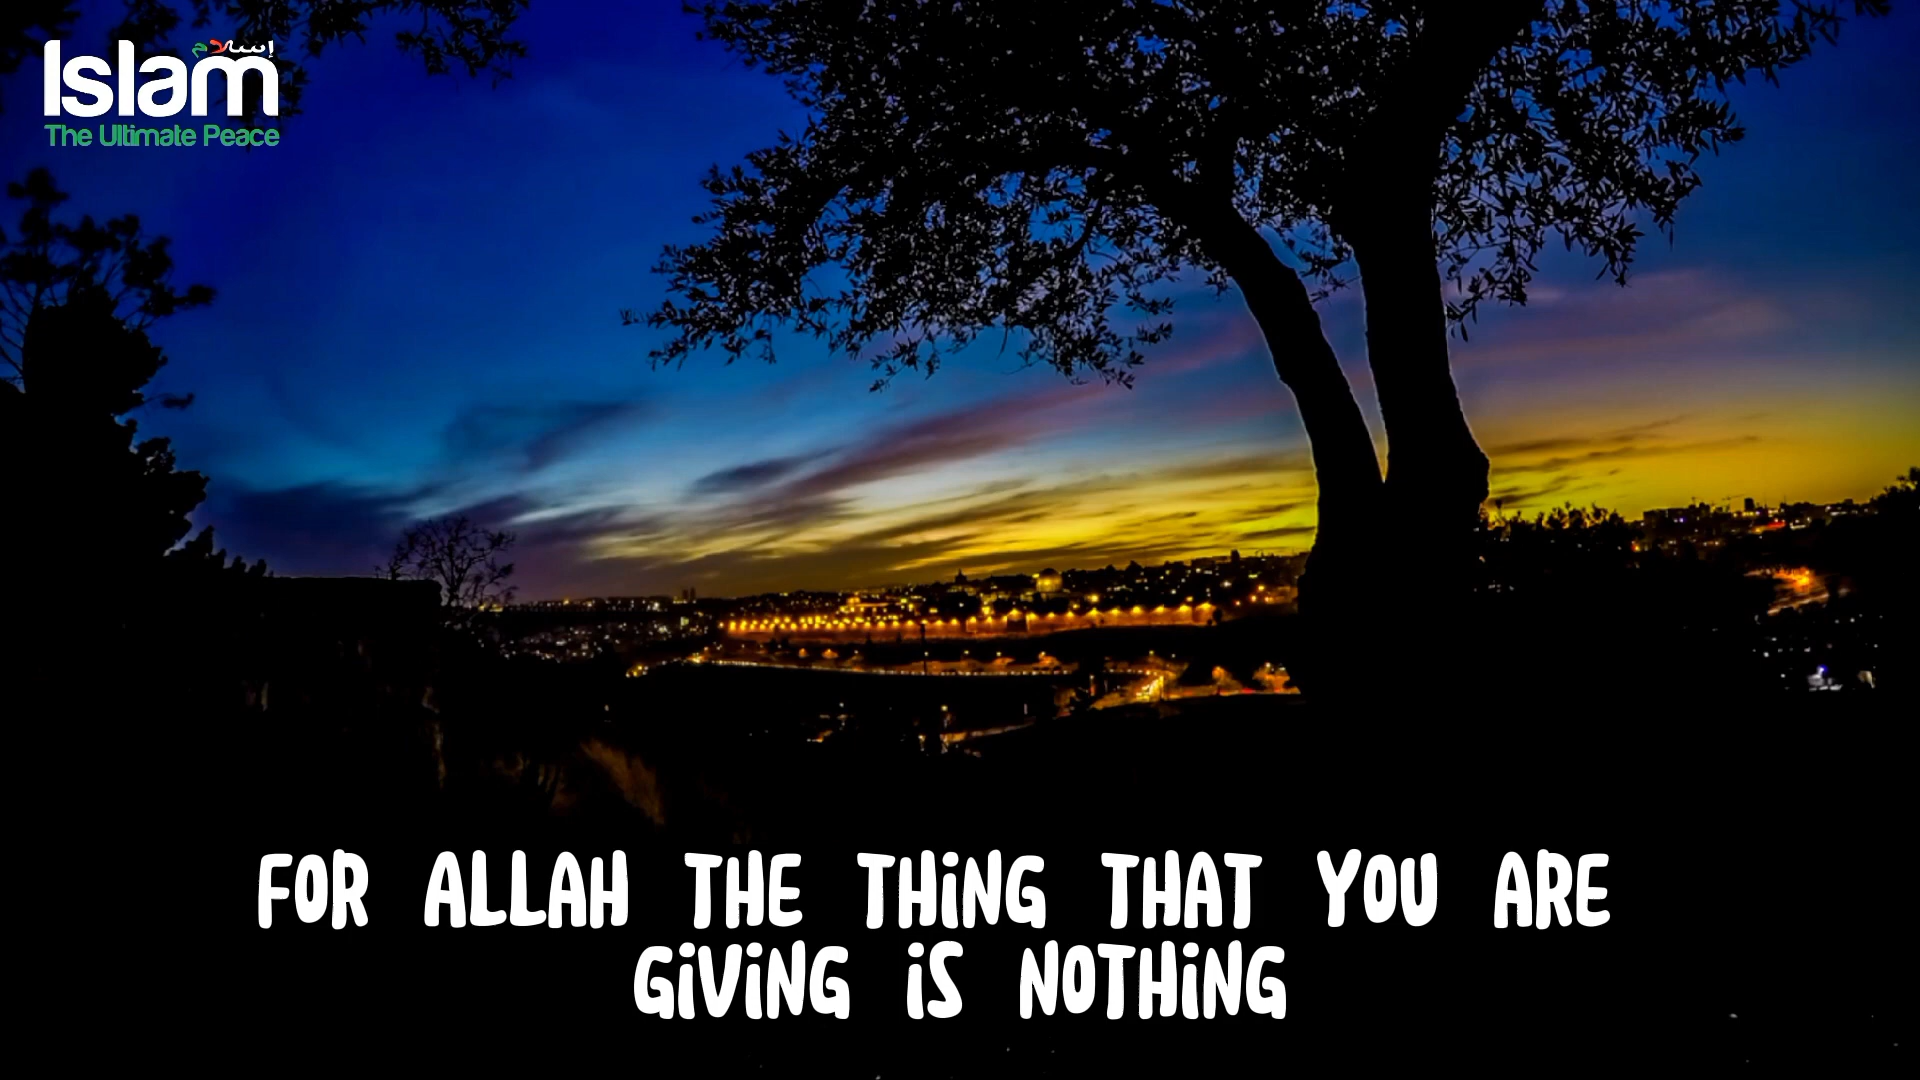 إسلام
Islam
The Ultimate Peace
FOR ALLAH THE THING THAT YOU ARE
GIVING IS NOTHING